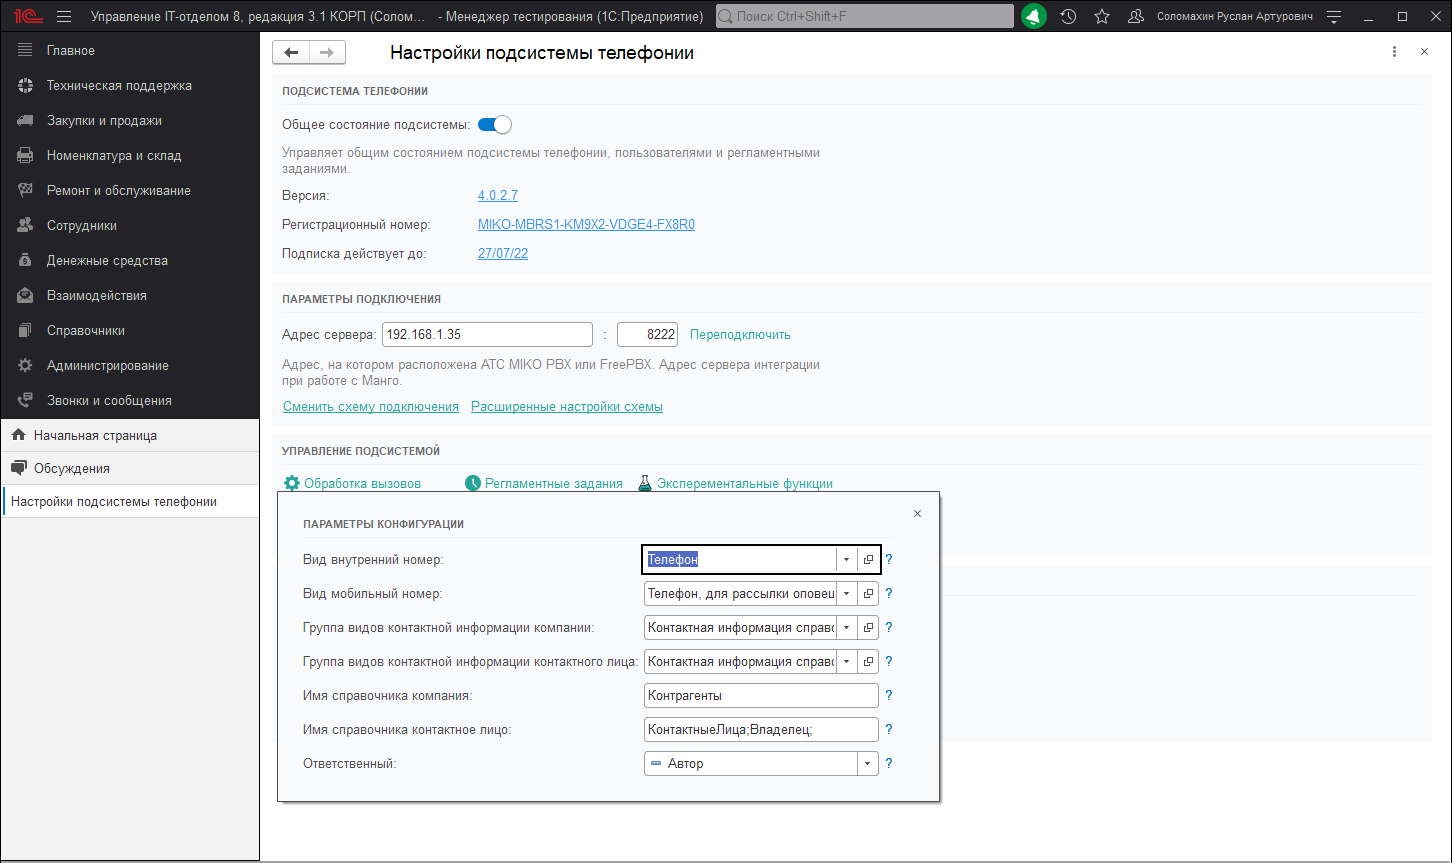 1С Управление IT-отделом 8, редакция 3.1 КОРП (Солом... - Менеджер тестирования (1С:Предприятие) Поиск Ctrl+Shift+F Соломахин Руслан Артурович
Главное
Техническая поддержка
Закупки и продажи
Номенклатура и склад
Ремонт и обслуживание
Сотрудники
Денежные средства
Взаимодействия
Справочники
Администрирование
Звонки и сообщения
Начальная страница
Обсуждения
Настройки подсистемы телефонии
Настройки подсистемы телефонии
ПОДСИСТЕМА ТЕЛЕФОНИИ
Общее состояние подсистемы:
Управляет общим состоянием подсистемы телефонии, пользователями и регламентными
заданиями.
Версия: 4.0.2.7
Регистрационный номер: MIKO-MBRS1-KM9X2-VDGE4-FX8R0
Подписка действует до: 27/07/22
ПАРАМЕТРЫ ПОДКЛЮЧЕНИЯ
Адрес сервера: 192.168.1.35 : 8222 Переподключить
Адрес, на котором расположена АТС MIKO PBX или FreePBX. Адрес сервера интеграции
при работе с Манго.
Сменить схему подключения Расширенные настройки схемы
УПРАВЛЕНИЕ ПОДСИСТЕМОЙ
Обработка вызовов Регламентные задания Эксперементальные функции
ПАРАМЕТРЫ КОНФИГУРАЦИИ
Вид внутренний номер: Телефон ?
Вид мобильный номер: Телефон, для рассылки опове ?
Группа видов контактной информации компании: Контактная информация справо ?
Группа видов контактной информации контактного лица: Контактная информация справо ?
Имя справочника компания: Контрагенты ?
Имя справочника контактное лицо: КонтактныеЛица;Владелец; ?
Ответственный: Автор ?